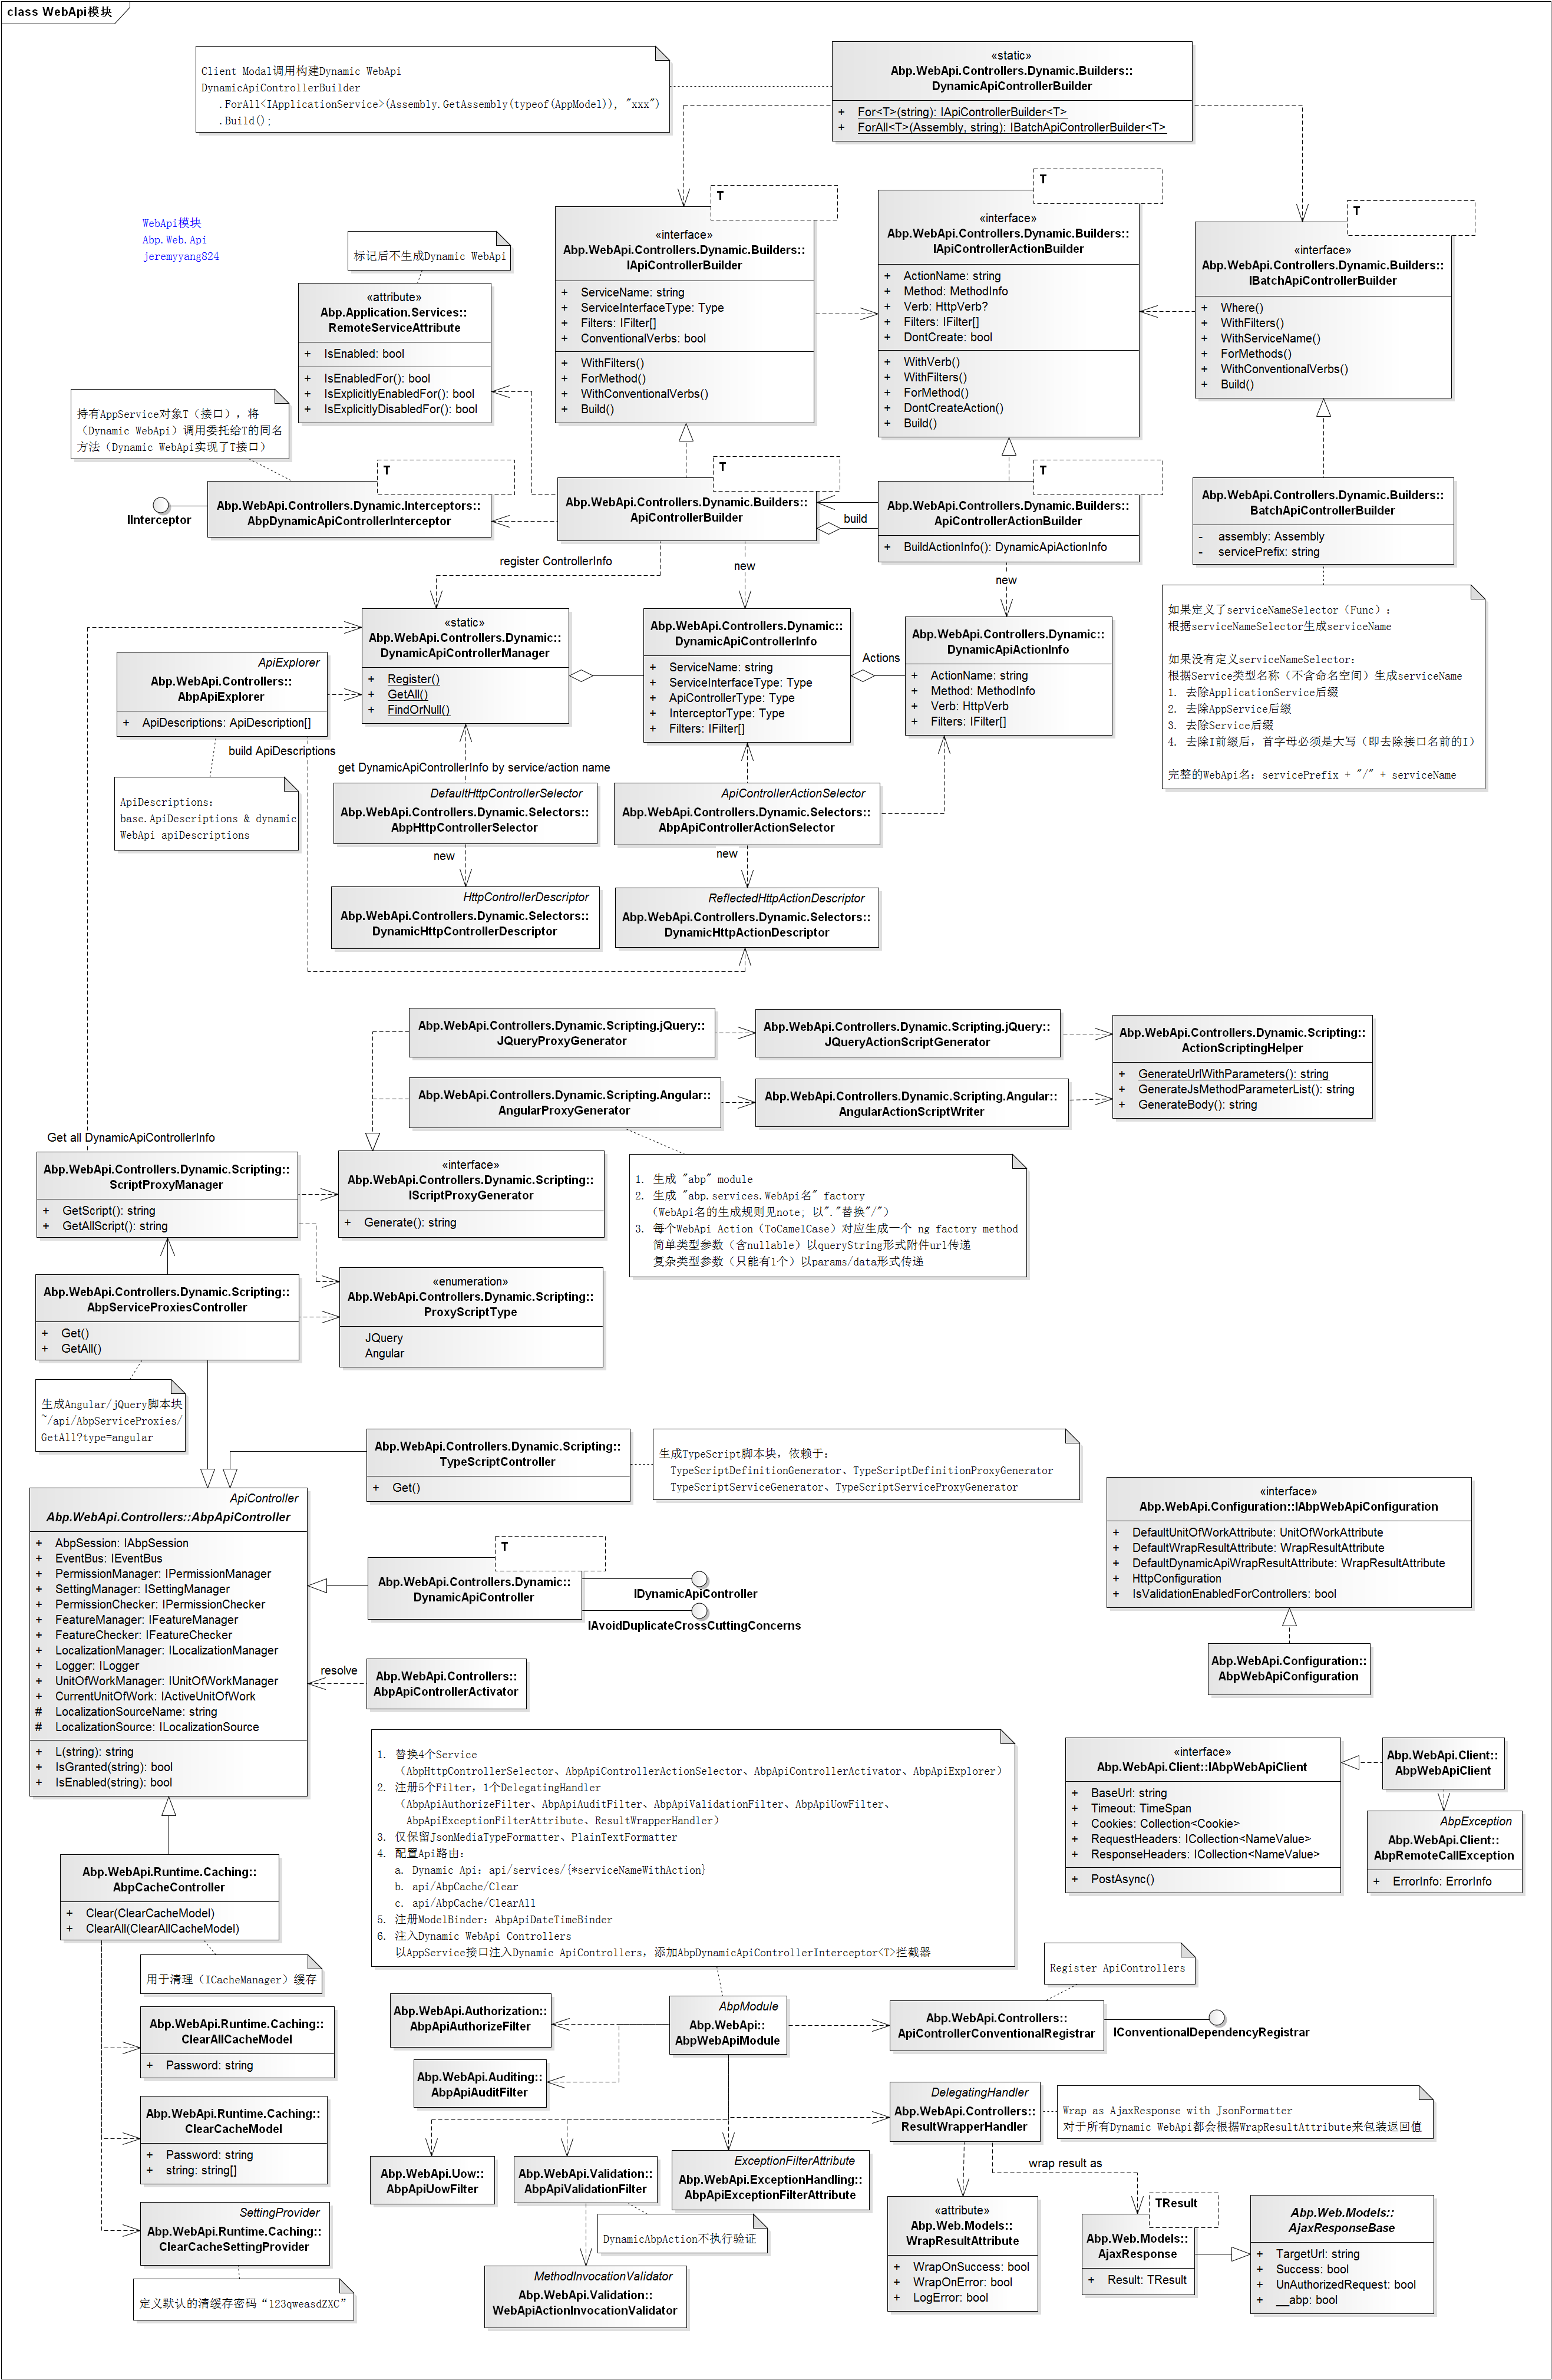 class WebApi模块
Client Modal调用构建Dynamic WebApi
DynamicApiControllerBuilder
.ForAll<IApplicationService>(Assembly.GetAssembly(typeof(AppModel)), "xxx")
.Build();
«static»
Abp.WebApi.Controllers.Dynamic.Builders::
DynamicApiControllerBuilder
+ For<T>(string): IApiControllerBuilder<T>
+ ForAll<T>(Assembly, string): IBatchApiControllerBuilder<T>
WebApi模块
Abp.Web.Api
jeremyyang824
标记后不生成Dynamic WebApi
«attribute»
Abp.Application.Services::
RemoteServiceAttribute
+ IsEnabled: bool
+ IsEnabledFor(): bool
+ IsExplicitlyEnabledFor(): bool
+ IsExplicitlyDisabledFor(): bool
T
«interface»
Abp.WebApi.Controllers.Dynamic.Builders::
IApiControllerBuilder
+ ServiceName: string
+ ServiceInterfaceType: Type
+ Filters: IFilter[]
+ ConventionalVerbs: bool
+ WithFilters()
+ ForMethod()
+ WithConventionalVerbs()
+ Build()
T
«interface»
Abp.WebApi.Controllers.Dynamic.Builders::
IApiControllerActionBuilder
+ ActionName: string
+ Method: MethodInfo
+ Verb: HttpVerb?
+ Filters: IFilter[]
+ DontCreate: bool
+ WithVerb()
+ WithFilters()
+ ForMethod()
+ DontCreateAction()
+ Build()
T
«interface»
Abp.WebApi.Controllers.Dynamic.Builders::
IBatchApiControllerBuilder
+ Where()
+ WithFilters()
+ WithServiceName()
+ ForMethods()
+ WithConventionalVerbs()
+ Build()
持有AppService对象T（接口），将
（Dynamic WebApi）调用委托给T的同名
方法（Dynamic WebApi实现了T接口）
IInterceptor
T
Abp.WebApi.Controllers.Dynamic.Interceptors::
AbpDynamicApiControllerInterceptor
T
Abp.WebApi.Controllers.Dynamic.Builders::
ApiControllerBuilder
build
T
Abp.WebApi.Controllers.Dynamic.Builders::
ApiControllerActionBuilder
+ BuildActionInfo(): DynamicApiActionInfo
Abp.WebApi.Controllers.Dynamic.Builders::
BatchApiControllerBuilder
- assembly: Assembly
- servicePrefix: string
register ControllerInfo
new
new
如果定义了serviceNameSelector（Func）：
根据serviceNameSelector生成serviceName
如果没有定义serviceNameSelector：
根据Service类型名称（不含命名空间）生成serviceName
1. 去除ApplicationService后缀
2. 去除AppService后缀
3. 去除Service后缀
4. 去除I前缀后，首字母必须是大写（即去除接口名前的I）
完整的WebApi名：servicePrefix + "/" + serviceName
«static»
Abp.WebApi.Controllers.Dynamic::
DynamicApiControllerManager
+ Register()
+ GetAll()
+ FindOrNull()
Abp.WebApi.Controllers.Dynamic::
DynamicApiControllerInfo
+ ServiceName: string
+ ServiceInterfaceType: Type
+ ApiControllerType: Type
+ InterceptorType: Type
+ Filters: IFilter[]
Actions
Abp.WebApi.Controllers.Dynamic::
DynamicApiActionInfo
+ ActionName: string
+ Method: MethodInfo
+ Verb: HttpVerb
+ Filters: IFilter[]
ApiExplorer
Abp.WebApi.Controllers::
AbpApiExplorer
+ ApiDescriptions: ApiDescription[]
build ApiDescriptions
get DynamicApiControllerInfo by service/action name
ApiDescriptions：
base.ApiDescriptions & dynamic
WebApi apiDescriptions
DefaultHttpControllerSelector
Abp.WebApi.Controllers.Dynamic.Selectors::
AbpHttpControllerSelector
ApiControllerActionSelector
Abp.WebApi.Controllers.Dynamic.Selectors::
AbpApiControllerActionSelector
new
new
HttpControllerDescriptor
Abp.WebApi.Controllers.Dynamic.Selectors::
DynamicHttpControllerDescriptor
ReflectedHttpActionDescriptor
Abp.WebApi.Controllers.Dynamic.Selectors::
DynamicHttpActionDescriptor
Abp.WebApi.Controllers.Dynamic.Scripting.jQuery::
JQueryProxyGenerator
Abp.WebApi.Controllers.Dynamic.Scripting.jQuery::
JQueryActionScriptGenerator
Abp.WebApi.Controllers.Dynamic.Scripting::
ActionScriptingHelper
+ GenerateUrlWithParameters(): string
+ GenerateJsMethodParameterList(): string
+ GenerateBody(): string
Abp.WebApi.Controllers.Dynamic.Scripting.Angular::
AngularProxyGenerator
Abp.WebApi.Controllers.Dynamic.Scripting.Angular::
AngularActionScriptWriter
Get all DynamicApiControllerInfo
Abp.WebApi.Controllers.Dynamic.Scripting::
ScriptProxyManager
+ GetScript(): string
+ GetAllScript(): string
«interface»
Abp.WebApi.Controllers.Dynamic.Scripting::
IScriptProxyGenerator
+ Generate(): string
1. 生成 "abp" module
2. 生成 "abp.services.WebApi名" factory
（WebApi名的生成规则见note; 以"."替换"/"）
3. 每个WebApi Action（ToCamelCase）对应生成一个 ng factory method
简单类型参数（含nullable）以queryString形式附件url传递
复杂类型参数（只能有1个）以params/data形式传递
Abp.WebApi.Controllers.Dynamic.Scripting::
AbpServiceProxiesController
+ Get()
+ GetAll()
«enumeration»
Abp.WebApi.Controllers.Dynamic.Scripting::
ProxyScriptType
JQuery
Angular
生成Angular/jQuery脚本块
~/api/AbpServiceProxies/
GetAll?type=angular
Abp.WebApi.Controllers.Dynamic.Scripting::
TypeScriptController
+ Get()
生成TypeScript脚本块，依赖于：
TypeScriptDefinitionGenerator、TypeScriptDefinitionProxyGenerator
TypeScriptServiceGenerator、TypeScriptServiceProxyGenerator
ApiController
Abp.WebApi.Controllers::AbpApiController
+ AbpSession: IAbpSession
+ EventBus: IEventBus
+ PermissionManager: IPermissionManager
+ SettingManager: ISettingManager
+ PermissionChecker: IPermissionChecker
+ FeatureManager: IFeatureManager
+ FeatureChecker: IFeatureChecker
+ LocalizationManager: ILocalizationManager
+ Logger: ILogger
+ UnitOfWorkManager: IUnitOfWorkManager
+ CurrentUnitOfWork: IActiveUnitOfWork
# LocalizationSourceName: string
# LocalizationSource: ILocalizationSource
+ L(string): string
+ IsGranted(string): bool
+ IsEnabled(string): bool
T
Abp.WebApi.Controllers.Dynamic::
DynamicApiController
IDynamicApiController
IAvoidDuplicateCrossCuttingConcerns
resolve
Abp.WebApi.Controllers::
AbpApiControllerActivator
«interface»
Abp.WebApi.Configuration::IAbpWebApiConfiguration
+ DefaultUnitOfWorkAttribute: UnitOfWorkAttribute
+ DefaultWrapResultAttribute: WrapResultAttribute
+ DefaultDynamicApiWrapResultAttribute: WrapResultAttribute
+ HttpConfiguration
+ IsValidationEnabledForControllers: bool
Abp.WebApi.Configuration::
AbpWebApiConfiguration
1. 替换4个Service
（AbpHttpControllerSelector、AbpApiControllerActionSelector、AbpApiControllerActivator、AbpApiExplorer）
2. 注册5个Filter，1个DelegatingHandler
（AbpApiAuthorizeFilter、AbpApiAuditFilter、AbpApiValidationFilter、AbpApiUowFilter、
AbpApiExceptionFilterAttribute、ResultWrapperHandler）
3. 仅保留JsonMediaTypeFormatter、PlainTextFormatter
4. 配置Api路由：
a. Dynamic Api：api/services/{*serviceNameWithAction}
b. api/AbpCache/Clear
c. api/AbpCache/ClearAll
5. 注册ModelBinder：AbpApiDateTimeBinder
6. 注入Dynamic WebApi Controllers
以AppService接口注入Dynamic ApiControllers，添加AbpDynamicApiControllerInterceptor<T>拦截器
«interface»
Abp.WebApi.Client::IAbpWebApiClient
+ BaseUrl: string
+ Timeout: TimeSpan
+ Cookies: Collection<Cookie>
+ RequestHeaders: ICollection<NameValue>
+ ResponseHeaders: ICollection<NameValue>
+ PostAsync()
Abp.WebApi.Client::
AbpWebApiClient
AbpException
Abp.WebApi.Client::
AbpRemoteCallException
+ ErrorInfo: ErrorInfo
Abp.WebApi.Runtime.Caching::
AbpCacheController
+ Clear(ClearCacheModel)
+ ClearAll(ClearAllCacheModel)
用于清理（ICacheManager）缓存
Abp.WebApi.Runtime.Caching::
ClearAllCacheModel
+ Password: string
Abp.WebApi.Runtime.Caching::
ClearCacheModel
+ Password: string
+ string: string[]
SettingProvider
Abp.WebApi.Runtime.Caching::
ClearCacheSettingProvider
定义默认的清缓存密码“123qweasdZXC”
Register ApiControllers
Abp.WebApi.Authorization::
AbpApiAuthorizeFilter
AbpModule
Abp.WebApi::
AbpWebApiModule
Abp.WebApi.Controllers::
ApiControllerConventionalRegistrar
IConventionalDependencyRegistrar
Abp.WebApi.Auditing::
AbpApiAuditFilter
DelegatingHandler
Abp.WebApi.Controllers::
ResultWrapperHandler
Wrap as AjaxResponse with JsonFormatter
对于所有Dynamic WebApi都会根据WrapResultAttribute来包装返回值
Abp.WebApi.Uow::
AbpApiUowFilter
Abp.WebApi.Validation::
AbpApiValidationFilter
ExceptionFilterAttribute
Abp.WebApi.ExceptionHandling::
AbpApiExceptionFilterAttribute
wrap result as
DynamicAbpAction不执行验证
MethodInvocationValidator
Abp.WebApi.Validation::
WebApiActionInvocationValidator
«attribute»
Abp.Web.Models::
WrapResultAttribute
+ WrapOnSuccess: bool
+ WrapOnError: bool
+ LogError: bool
TResult
Abp.Web.Models::
AjaxResponse
+ Result: TResult
Abp.Web.Models::
AjaxResponseBase
+ TargetUrl: string
+ Success: bool
+ UnAuthorizedRequest: bool
+ __abp: bool